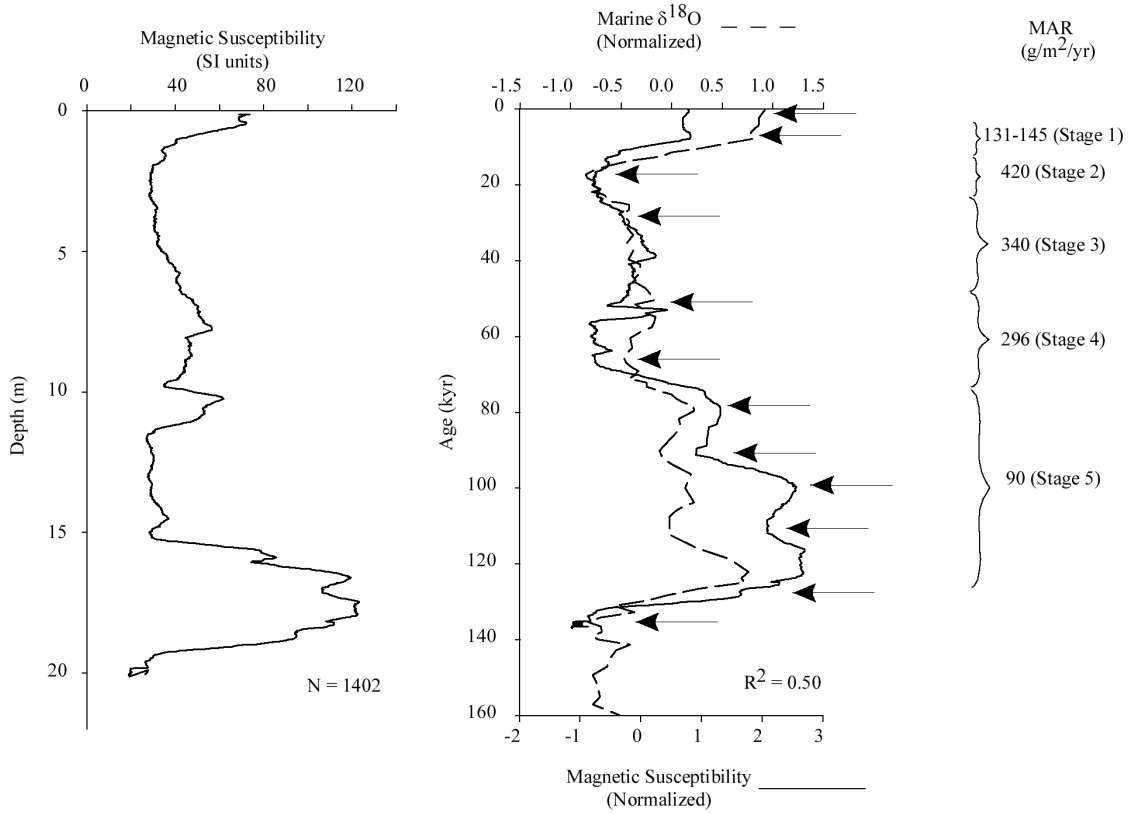 Magnetic Susceptibility
(SI units)
0 40 80 120
0
5
10
15
20
Depth (m)
N = 1402
Marine δ18O
(Normalized)
-1.5 -1.0 -0.5 0.0 0.5 1.0 1.5
0
20
40
60
80
100
120
140
160
Age (kyr)
R2 = 0.50
-2 -1 0 1 2 3
Magnetic Susceptibility
(Normalized)
MAR
(g/m2/yr)
131-145 (Stage 1)
420 (Stage 2)
340 (Stage 3)
296 (Stage 4)
90 (Stage 5)